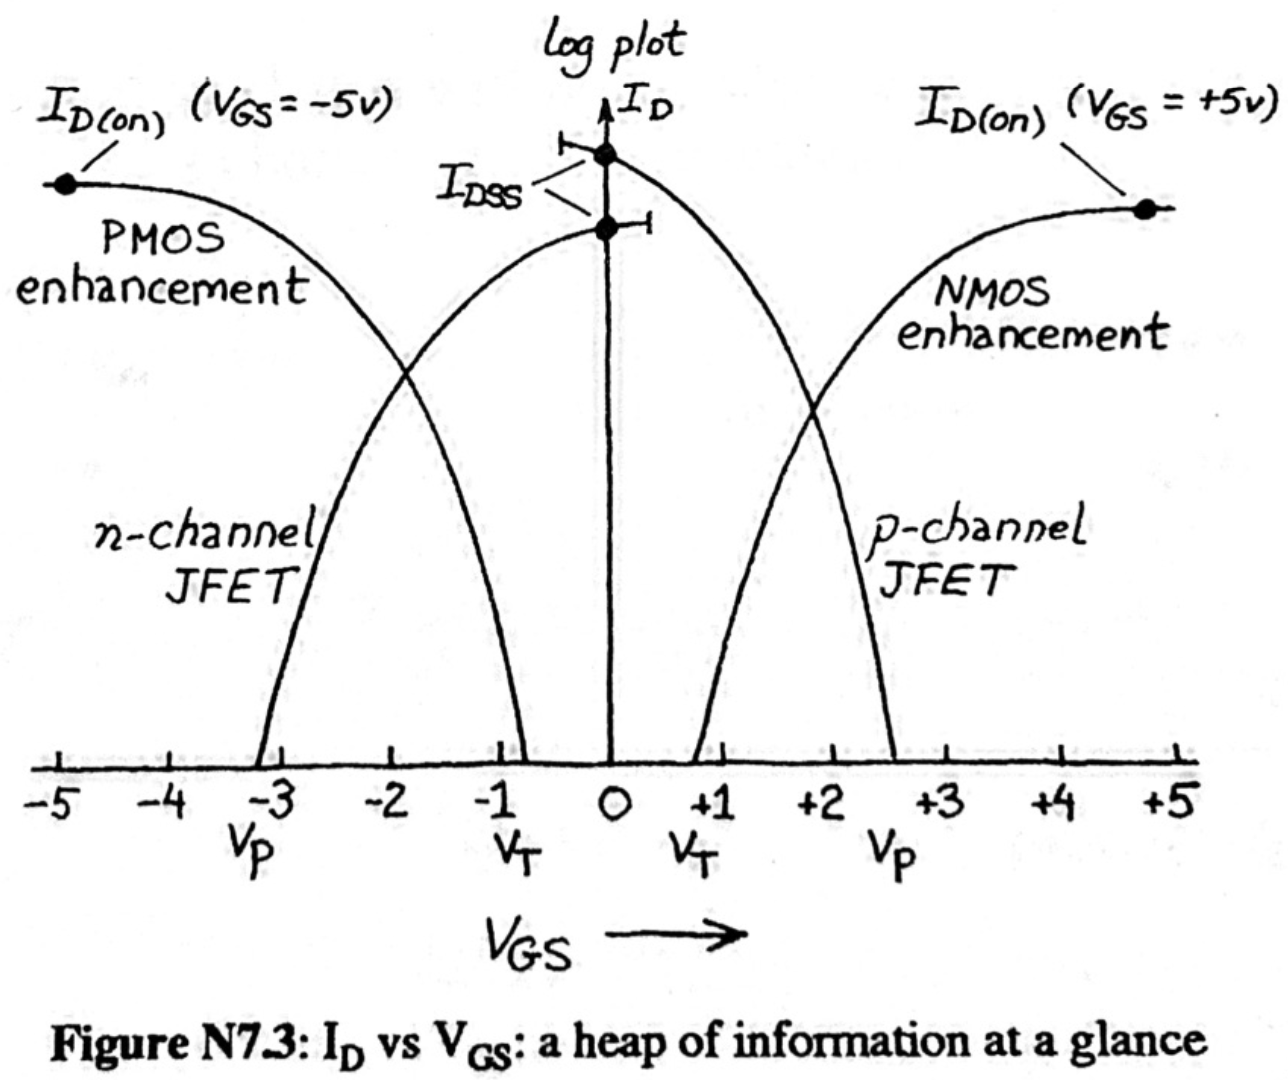 log plot
I_D
I_D(on) (V_GS = -5v)
I_D(on) (V_GS = +5v)
I_DSS
PMOS
enhancement
NMOS
enhancement
n-channel
JFET
p-channel
JFET
-5 -4 -3 -2 -1 0 +1 +2 +3 +4 +5
V_P V_T V_T V_P
V_GS
Figure N7.3: I_D vs V_GS: a heap of information at a glance